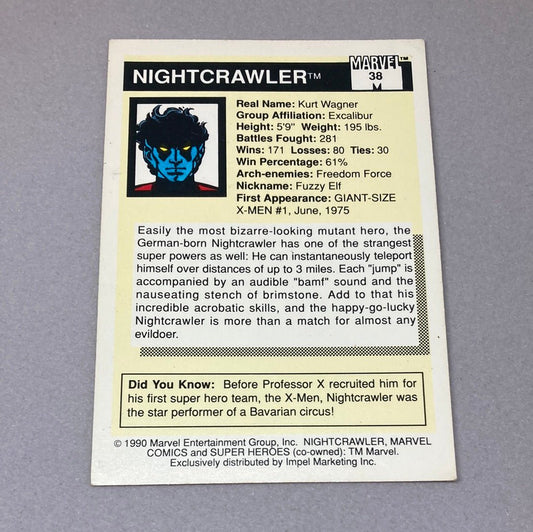 MARVEL™
NIGHTCRAWLER™ 38
M
Real Name: Kurt Wagner
Group Affiliation: Excalibur
Height: 5'9" Weight: 195 lbs.
Battles Fought: 281
Wins: 171 Losses: 80 Ties: 30
Win Percentage: 61%
Arch-enemies: Freedom Force
Nickname: Fuzzy Elf
First Appearance: GIANT-SIZE
X-MEN #1, June, 1975
Easily the most bizarre-looking mutant hero, the
German-born Nightcrawler has one of the strangest
super powers as well: He can instantaneously teleport
himself over distances of up to 3 miles. Each "jump" is
accompanied by an audible "bamf" sound and the
nauseating stench of brimstone. Add to that his
incredible acrobatic skills, and the happy-go-lucky
Nightcrawler is more than a match for almost any
evildoer.
Did You Know: Before Professor X recruited him for
his first super hero team, the X-Men, Nightcrawler was
the star performer of a Bavarian circus!
© 1990 Marvel Entertainment Group, Inc. NIGHTCRAWLER, MARVEL
COMICS and SUPER HEROES (co-owned): TM Marvel.
Exclusively distributed by Impel Marketing Inc.